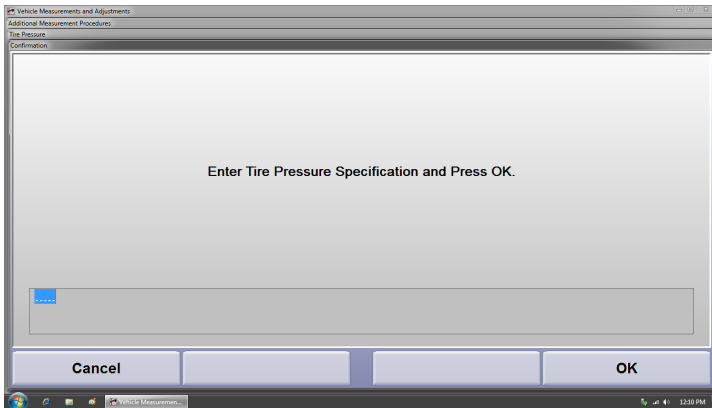 Vehicle Measurements and Adjustments
Additional Measurement Procedures
Tire Pressure
Confirmation
Enter Tire Pressure Specification and Press OK.
-----
Cancel
OK
Vehicle Measuremen...
12:10 PM